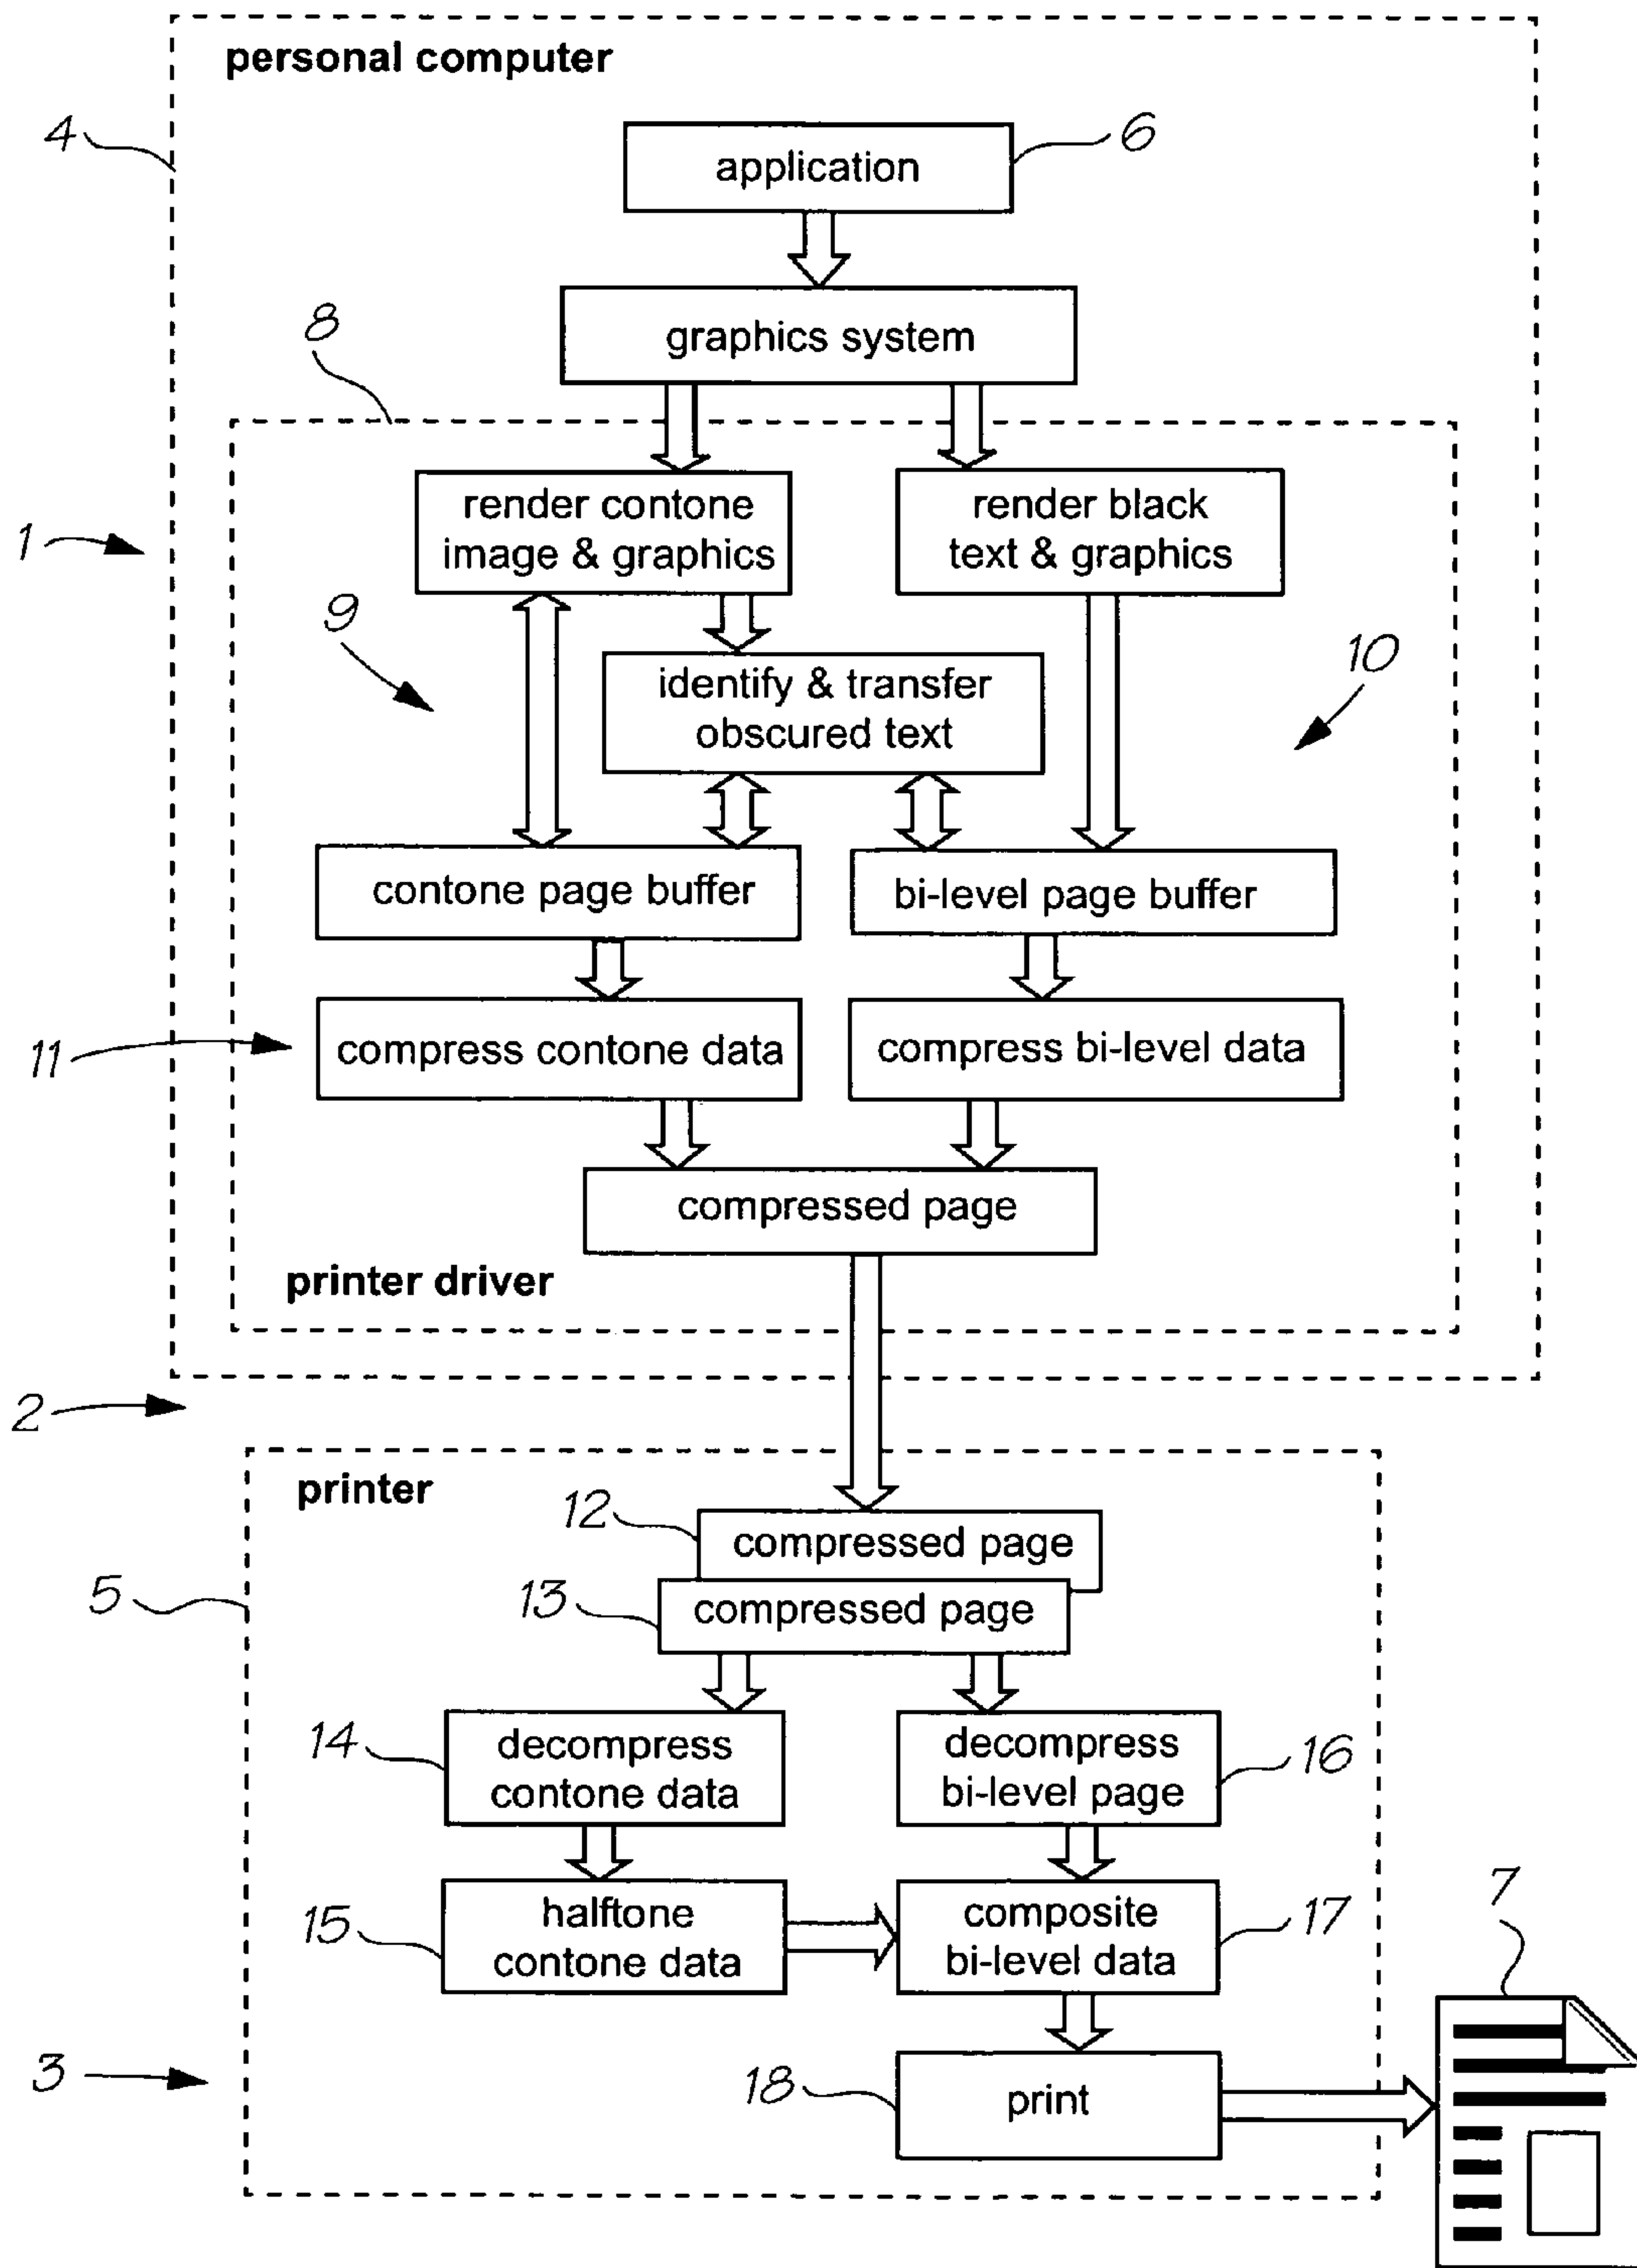 personal computer
4
application
6
graphics system
8
render contone
image & graphics
render black
text & graphics
1
9
identify & transfer
obscured text
10
contone page buffer
bi-level page buffer
11
compress contone data
compress bi-level data
compressed page
printer driver
2
printer
12
compressed page
5
13
compressed page
14
decompress
contone data
decompress
bi-level page
16
15
halftone
contone data
composite
bi-level data
17
7
3
18
print